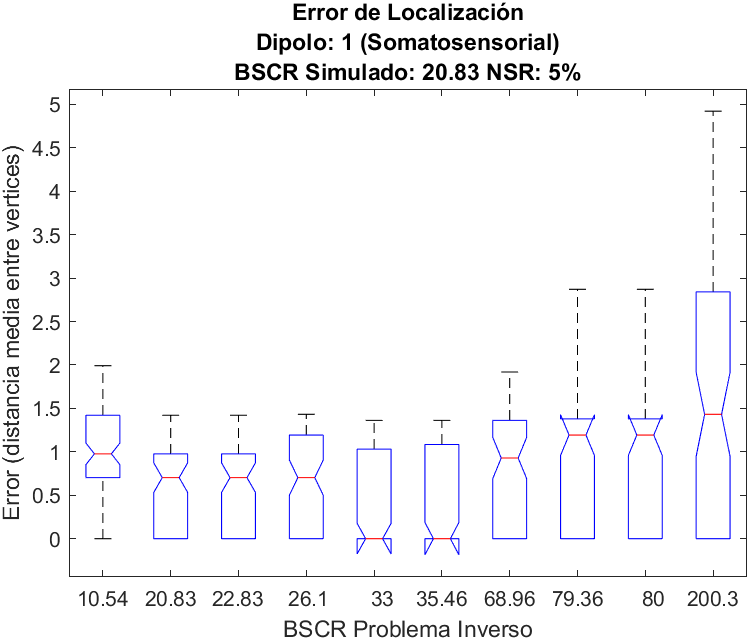 Error de Localización
Dipolo: 1 (Somatosensorial)
BSCR Simulado: 20.83 NSR: 5%
Error (distancia media entre vertices)
5
4.5
4
3.5
3
2.5
2
1.5
1
0.5
0
10.54 20.83 22.83 26.1 33 35.46 68.96 79.36 80 200.3
BSCR Problema Inverso